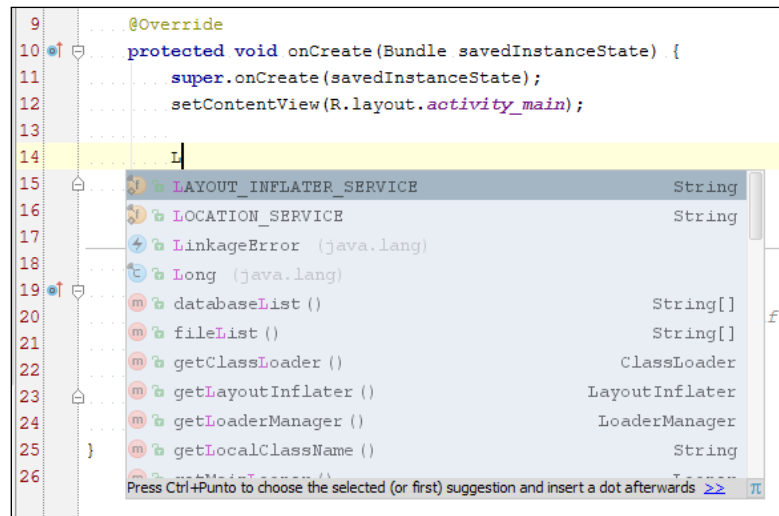 9 @Override
10 protected void onCreate(Bundle savedInstanceState) {
11 super.onCreate(savedInstanceState);
12 setContentView(R.layout.activity_main);
13
14 L
15 LAYOUT_INFLATER_SERVICE String
16 LOCATION_SERVICE String
17 LinkageError (java.lang)
18 Long (java.lang)
19 databaseList() String[]
20 fileList() String[] f
21 getClassLoader() ClassLoader
22 getLayoutInflater() LayoutInflater
23 getLoaderManager() LoaderManager
24
25 } getLocalClassName() String
26
Press Ctrl+Punto to choose the selected (or first) suggestion and insert a dot afterwards >> π